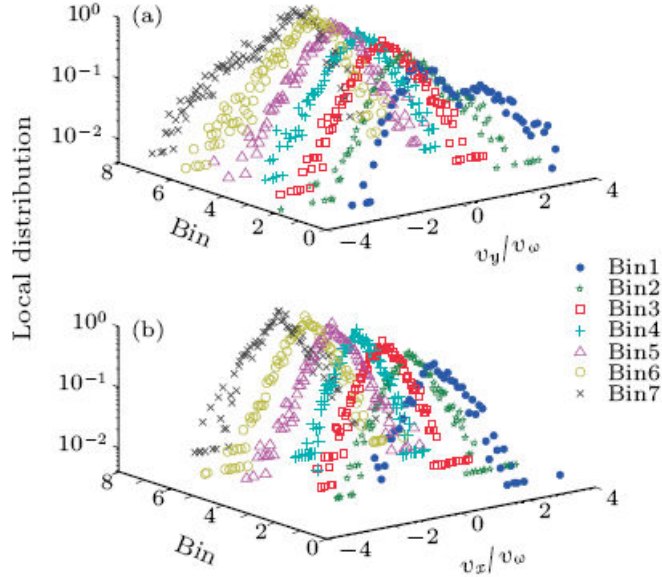 Local distribution
(a)
10^0
10^-1
10^-2
8
6
4
2
0
Bin
−4
−2
0
2
4
v_y/v_ω
Bin1
Bin2
Bin3
Bin4
Bin5
Bin6
Bin7
(b)
10^0
10^-1
10^-2
8
6
4
2
0
Bin
−4
−2
0
2
4
v_x/v_ω